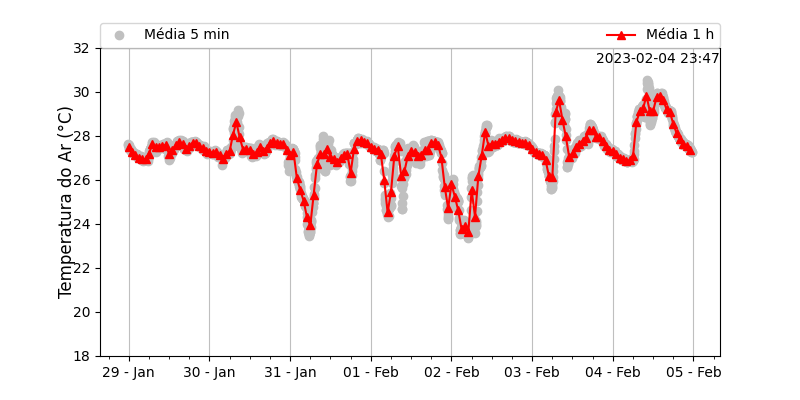 Média 5 min
Média 1 h
2023-02-04 23:47
Temperatura do Ar (°C)
32
30
28
26
24
22
20
18
29 - Jan
30 - Jan
31 - Jan
01 - Feb
02 - Feb
03 - Feb
04 - Feb
05 - Feb